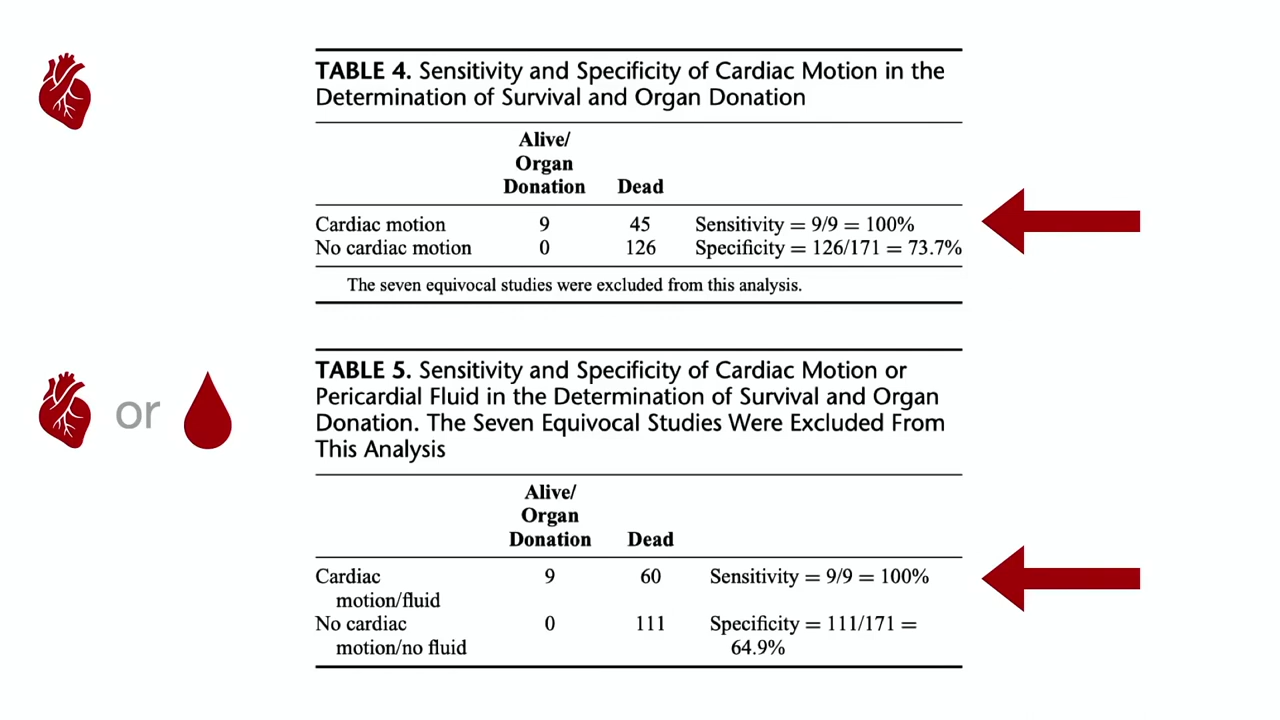 TABLE 4. Sensitivity and Specificity of Cardiac Motion in the
Determination of Survival and Organ Donation
Alive/
Organ
Donation Dead
Cardiac motion 9 45 Sensitivity = 9/9 = 100%
No cardiac motion 0 126 Specificity = 126/171 = 73.7%
The seven equivocal studies were excluded from this analysis.
or
TABLE 5. Sensitivity and Specificity of Cardiac Motion or
Pericardial Fluid in the Determination of Survival and Organ
Donation. The Seven Equivocal Studies Were Excluded From
This Analysis
Alive/
Organ
Donation Dead
Cardiac 9 60 Sensitivity = 9/9 = 100%
motion/fluid
No cardiac 0 111 Specificity = 111/171 =
motion/no fluid 64.9%